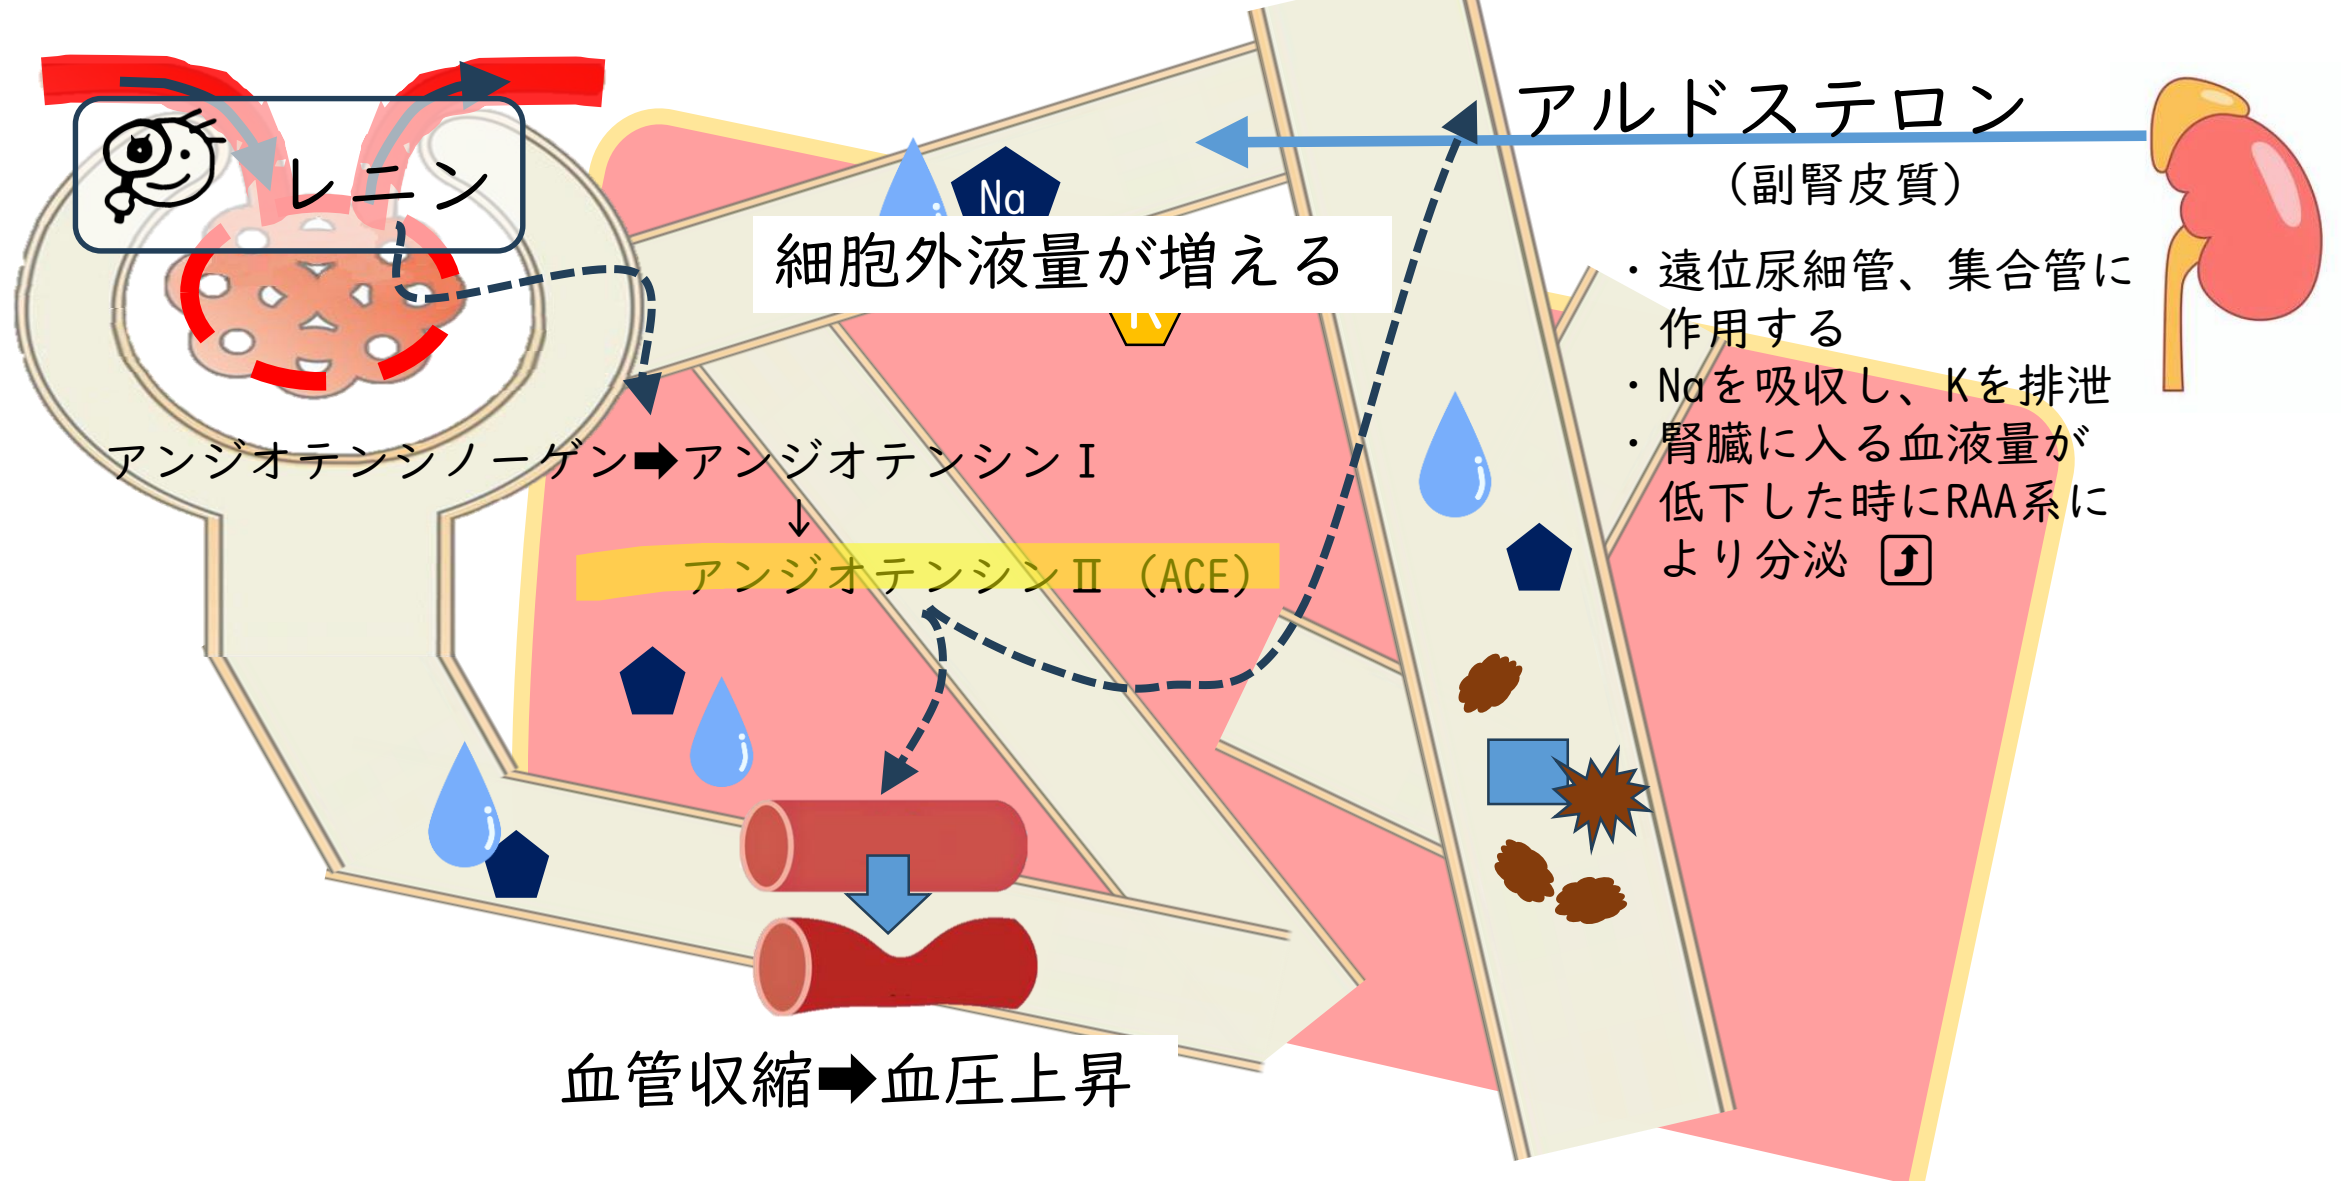 レニン
アルドステロン
(副腎皮質)
Na
細胞外液量が増える
K
・遠位尿細管、集合管に
作用する
・Naを吸収し、Kを排泄
・腎臓に入る血液量が
低下した時にRAA系に
より分泌 ⤴
アンジオテンシノーゲン➡アンジオテンシンⅠ
↓
アンジオテンシンⅡ(ACE)
血管収縮➡血圧上昇